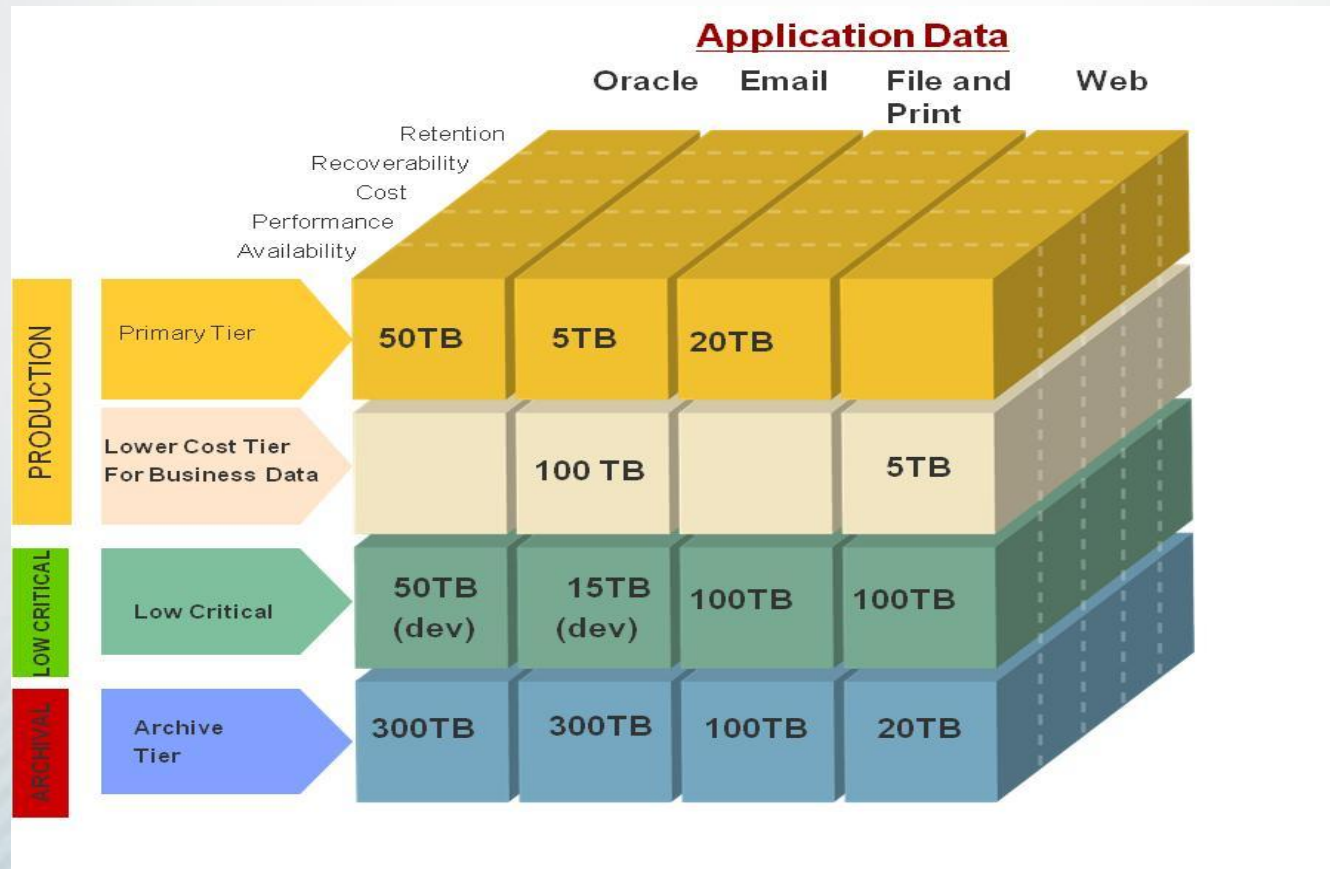 Application Data
Oracle Email File and Print Web
Retention
Recoverability
Cost
Performance
Availability
PRODUCTION
Primary Tier
50TB 5TB 20TB
Lower Cost Tier
For Business Data
100 TB 5TB
LOW CRITICAL
Low Critical
50TB (dev) 15TB (dev) 100TB 100TB
ARCHIVAL
Archive
Tier
300TB 300TB 100TB 20TB